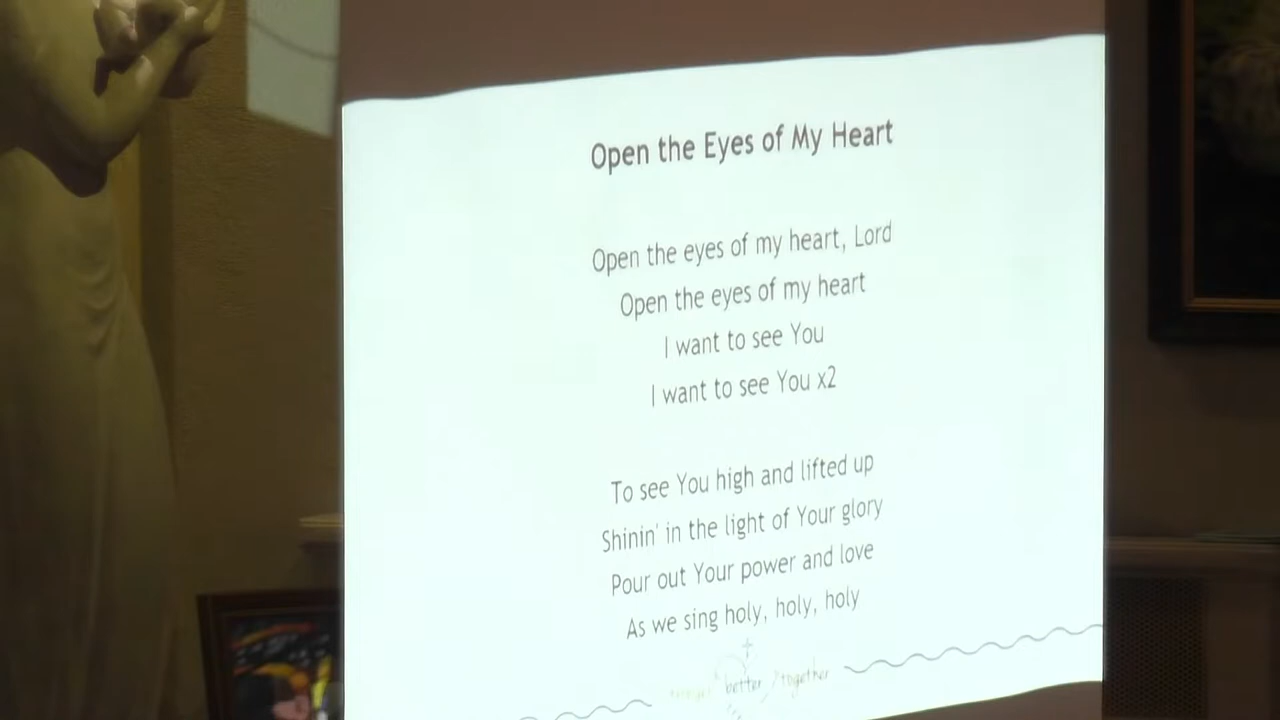 Open the Eyes of My Heart
Open the eyes of my heart, Lord
Open the eyes of my heart
I want to see You
I want to see You x2
To see You high and lifted up
Shinin' in the light of Your glory
Pour out Your power and love
As we sing holy, holy, holy
better together